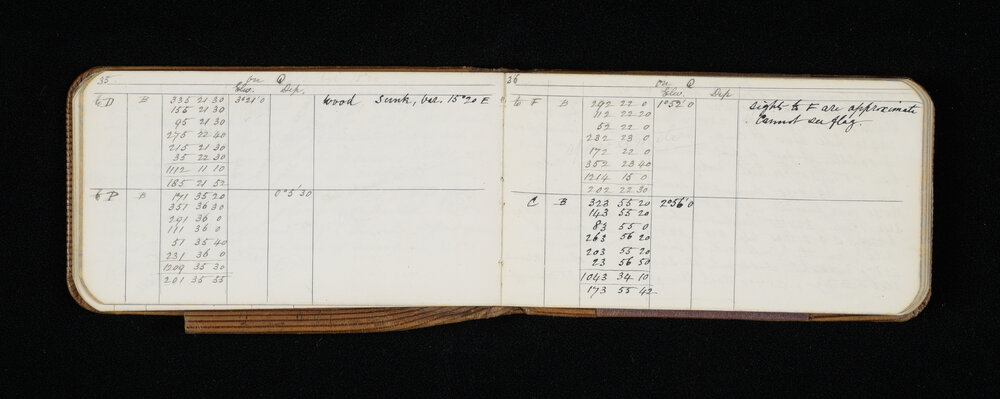 35
on Q
Elev. Dep.
to D B 335 21 30 3°21'0 wood sunk, bar. 15°20 E
155 21 30
95 21 30
275 22 40
215 21 30
35 22 30
1112 11 10
185 21 52
to P B 171 35 20 0°5'30
351 36 30
291 36 0
111 36 0
51 35 40
231 36 0
1209 35 30
201 35 55
36
on Q
Elev. Dep
to F B 292 22 0 1°52'0 sights to F are approximate
112 22 20 Cannot see flag.
52 22 0
232 23 0
172 22 0
352 23 40
1214 15 0
202 22 30
C B 323 55 20 2°56'0
143 55 20
83 55 0
263 56 20
203 55 20
23 56 50
1043 34 10
173 55 42